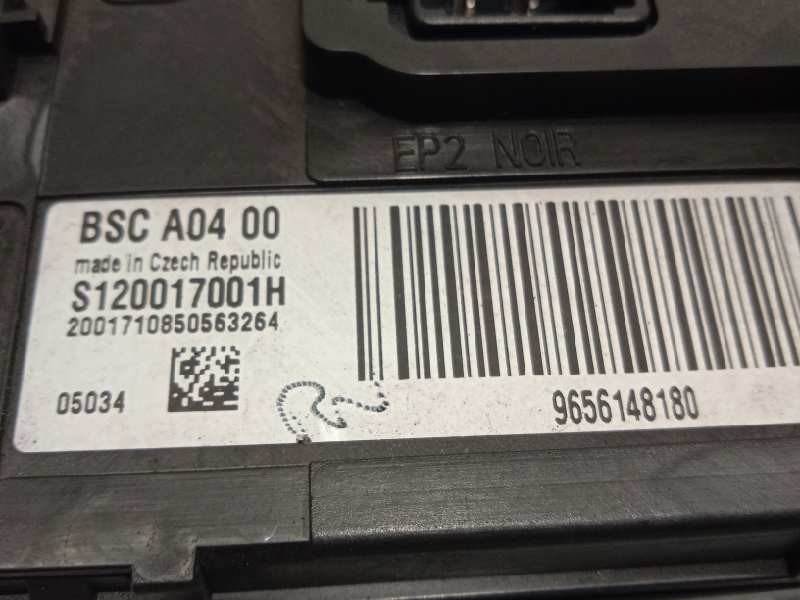 EP2 NOIR
BSC A04 00
made in Czech Republic
S120017001H
2001710850563264
05034
9656148180